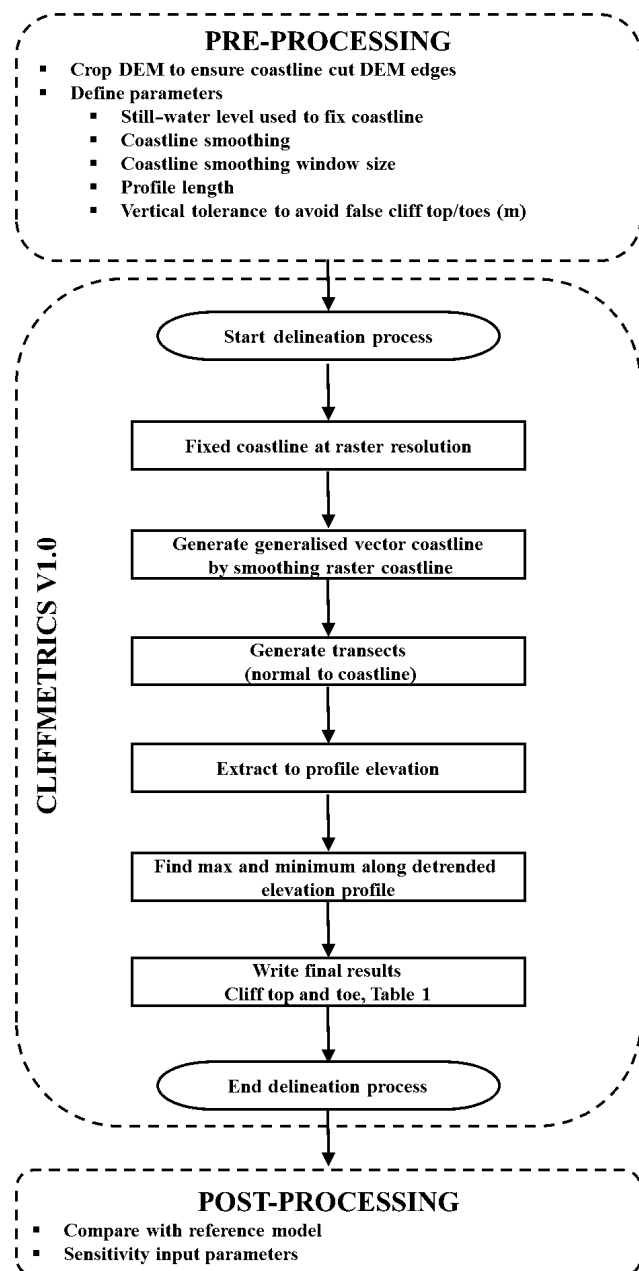 PRE-PROCESSING
▪ Crop DEM to ensure coastline cut DEM edges
▪ Define parameters
▪ Still-water level used to fix coastline
▪ Coastline smoothing
▪ Coastline smoothing window size
▪ Profile length
▪ Vertical tolerance to avoid false cliff top/toes (m)
CLIFFMETRICS V1.0
Start delineation process
Fixed coastline at raster resolution
Generate generalised vector coastline
by smoothing raster coastline
Generate transects
(normal to coastline)
Extract to profile elevation
Find max and minimum along detrended
elevation profile
Write final results
Cliff top and toe, Table 1
End delineation process
POST-PROCESSING
▪ Compare with reference model
▪ Sensitivity input parameters